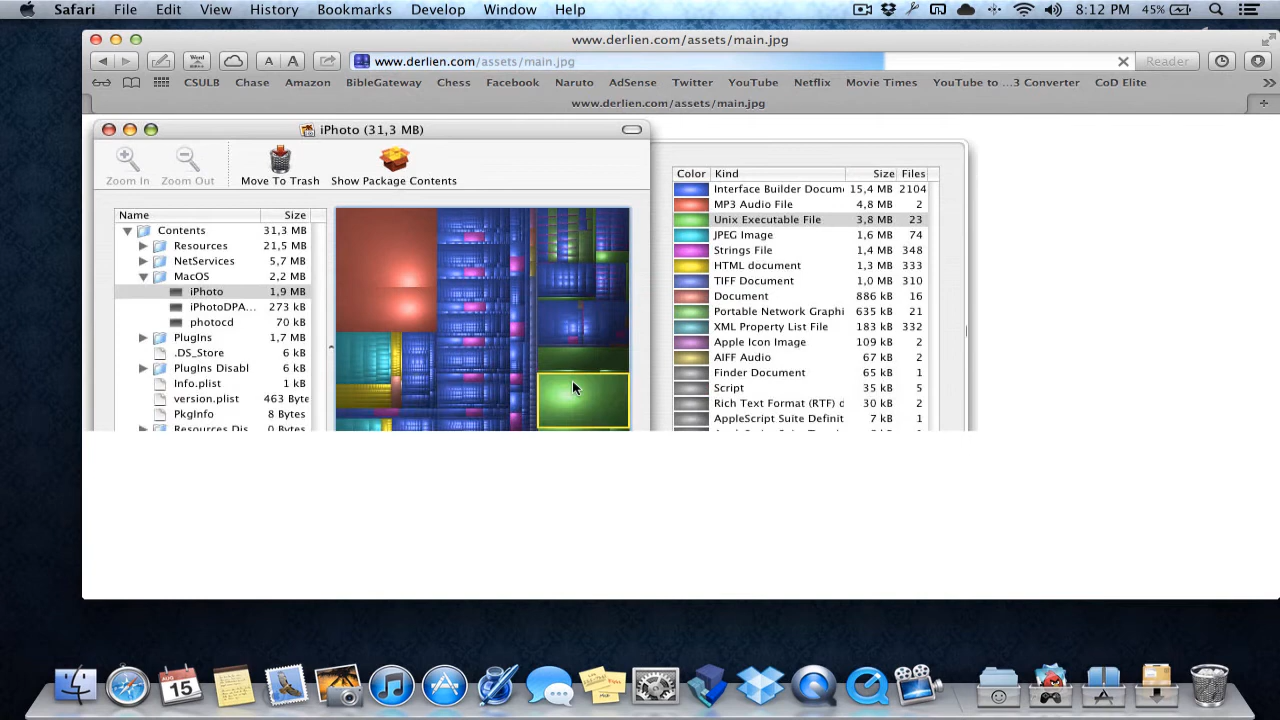 Safari File Edit View History Bookmarks Develop Window Help 8:12 PM 45%
www.derlien.com/assets/main.jpg
Word A A www.derlien.com/assets/main.jpg Reader
CSULB Chase Amazon BibleGateway Chess Facebook Naruto AdSense Twitter YouTube Netflix Movie Times YouTube to ...3 Converter CoD Elite
www.derlien.com/assets/main.jpg
iPhoto (31,3 MB)
Zoom In Zoom Out Move To Trash Show Package Contents
Name Size
Contents 31,3 MB
Resources 21,5 MB
NetServices 5,7 MB
MacOS 2,2 MB
iPhoto 1,9 MB
iPhotoDPA... 273 kB
photocd 70 kB
PlugIns 1,7 MB
.DS_Store 6 kB
PlugIns Disabl 6 kB
Info.plist 1 kB
version.plist 463 Byte
PkgInfo 8 Bytes
Resources Dis 0 Bytes
Color Kind Size Files
Interface Builder Docum 15,4 MB 2104
MP3 Audio File 4,8 MB 2
Unix Executable File 3,8 MB 23
JPEG Image 1,6 MB 74
Strings File 1,4 MB 348
HTML document 1,3 MB 333
TIFF Document 1,0 MB 310
Document 886 kB 16
Portable Network Graphi 635 kB 21
XML Property List File 183 kB 332
Apple Icon Image 109 kB 2
AIFF Audio 67 kB 2
Finder Document 65 kB 1
Script 35 kB 5
Rich Text Format (RTF) d 30 kB 2
AppleScript Suite Definit 7 kB 1
15